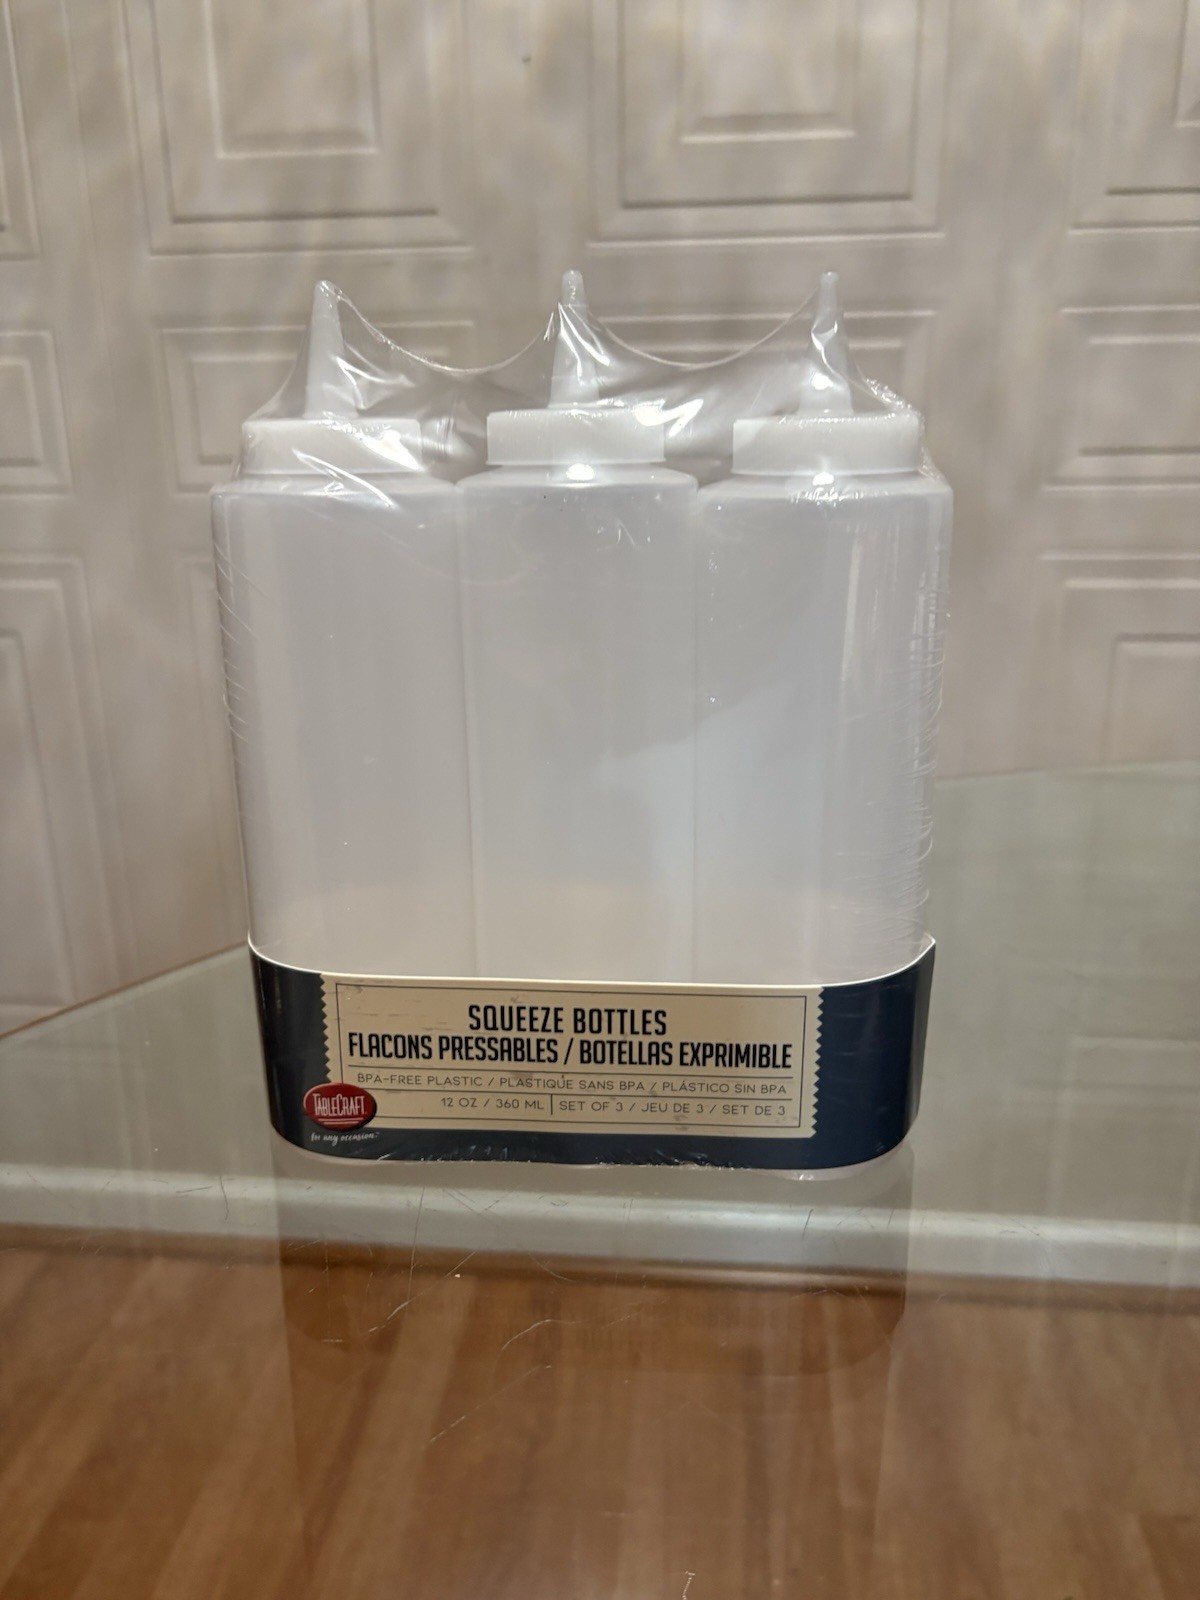 SQUEEZE BOTTLES
FLACONS PRESSABLES / BOTELLAS EXPRIMIBLE
BPA-FREE PLASTIC / PLASTIQUE SANS BPA / PLÁSTICO SIN BPA
12 OZ / 360 ML | SET OF 3 / JEU DE 3 / SET DE 3
TABLECRAFT
for any occasion